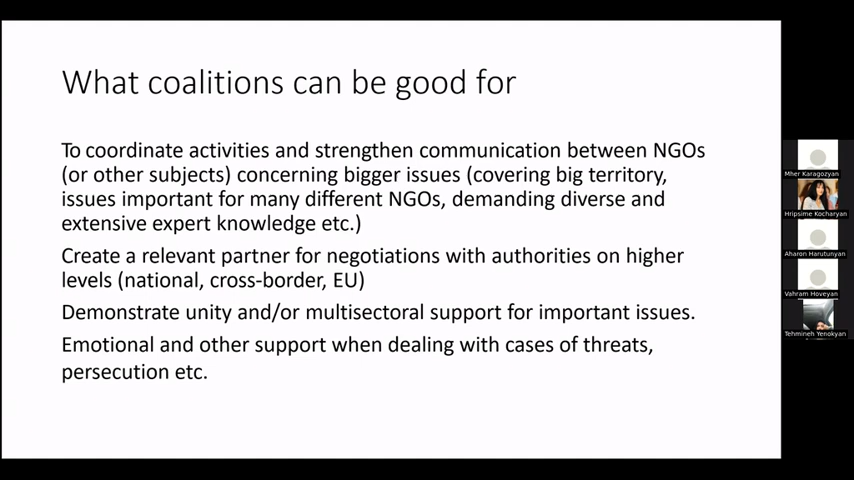 What coalitions can be good for
To coordinate activities and strengthen communication between NGOs
(or other subjects) concerning bigger issues (covering big territory,
issues important for many different NGOs, demanding diverse and
extensive expert knowledge etc.)
Create a relevant partner for negotiations with authorities on higher
levels (national, cross-border, EU)
Demonstrate unity and/or multisectoral support for important issues.
Emotional and other support when dealing with cases of threats,
persecution etc.
Mher Karagozyan
Hripsime Kocharyan
Aharon Harutunyan
Vahram Hoveyan
Tehmineh Yenokyan